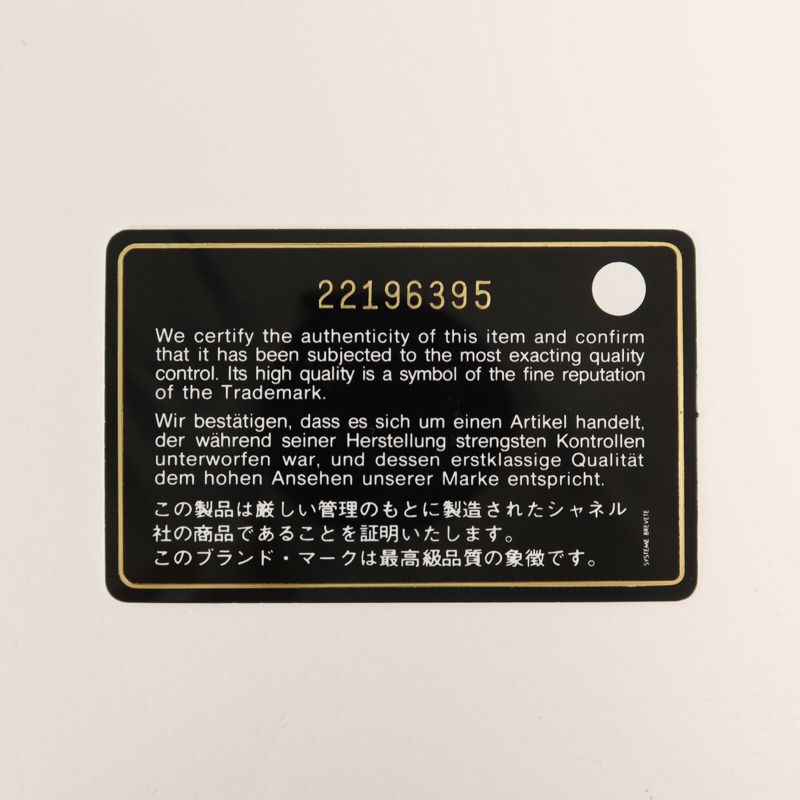 22196395
We certify the authenticity of this item and confirm
that it has been subjected to the most exacting quality
control. Its high quality is a symbol of the fine reputation
of the Trademark.
Wir bestätigen, dass es sich um einen Artikel handelt,
der während seiner Herstellung strengsten Kontrollen
unterworfen war, und dessen erstklassige Qualität
dem hohen Ansehen unserer Marke entspricht.
この製品は厳しい管理のもとに製造されたシャネル
社の商品であることを証明いたします。
このブランド・マークは最高級品質の象徴です。
SYSTEME BREVETE